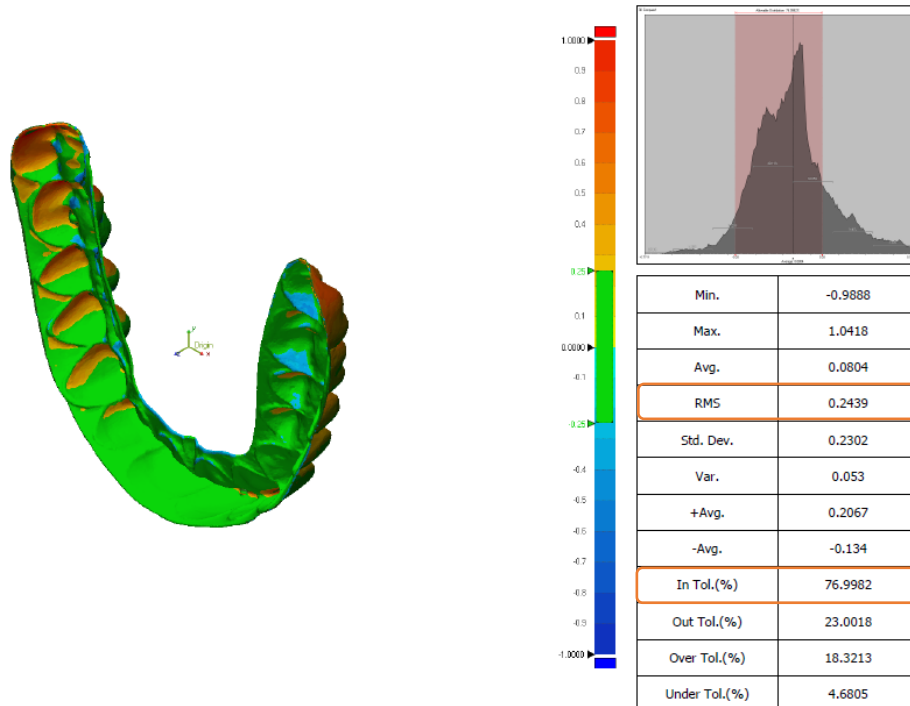 1.0000
0.9
0.8
0.7
0.6
0.5
0.4
0.25
0.1
0.0000
-0.1
-0.25
-0.4
-0.5
-0.6
-0.7
-0.8
-0.9
-1.0000
Y
Origin
x
Min. -0.9888
Max. 1.0418
Avg. 0.0804
RMS 0.2439
Std. Dev. 0.2302
Var. 0.053
+Avg. 0.2067
-Avg. -0.134
In Tol.(%) 76.9982
Out Tol.(%) 23.0018
Over Tol.(%) 18.3213
Under Tol.(%) 4.6805